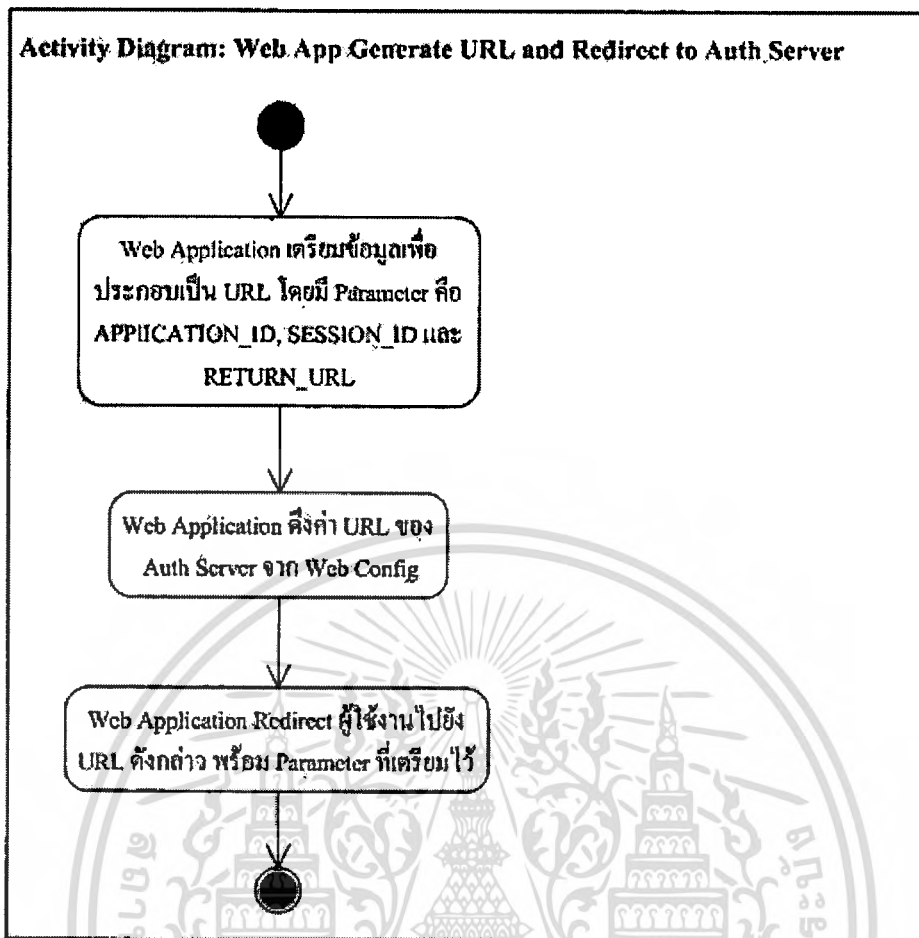 Activity Diagram: Web App Generate URL and Redirect to Auth Server
Web Application เตรียมข้อมูลเพื่อ
ประกอบเป็น URL โดยมี Parameter คือ
APPLICATION_ID, SESSION_ID และ
RETURN_URL
Web Application ดึงค่า URL ของ
Auth Server จาก Web Config
Web Application Redirect ผู้ใช้งานไปยัง
URL ดังกล่าว พร้อม Parameter ที่เตรียมไว้